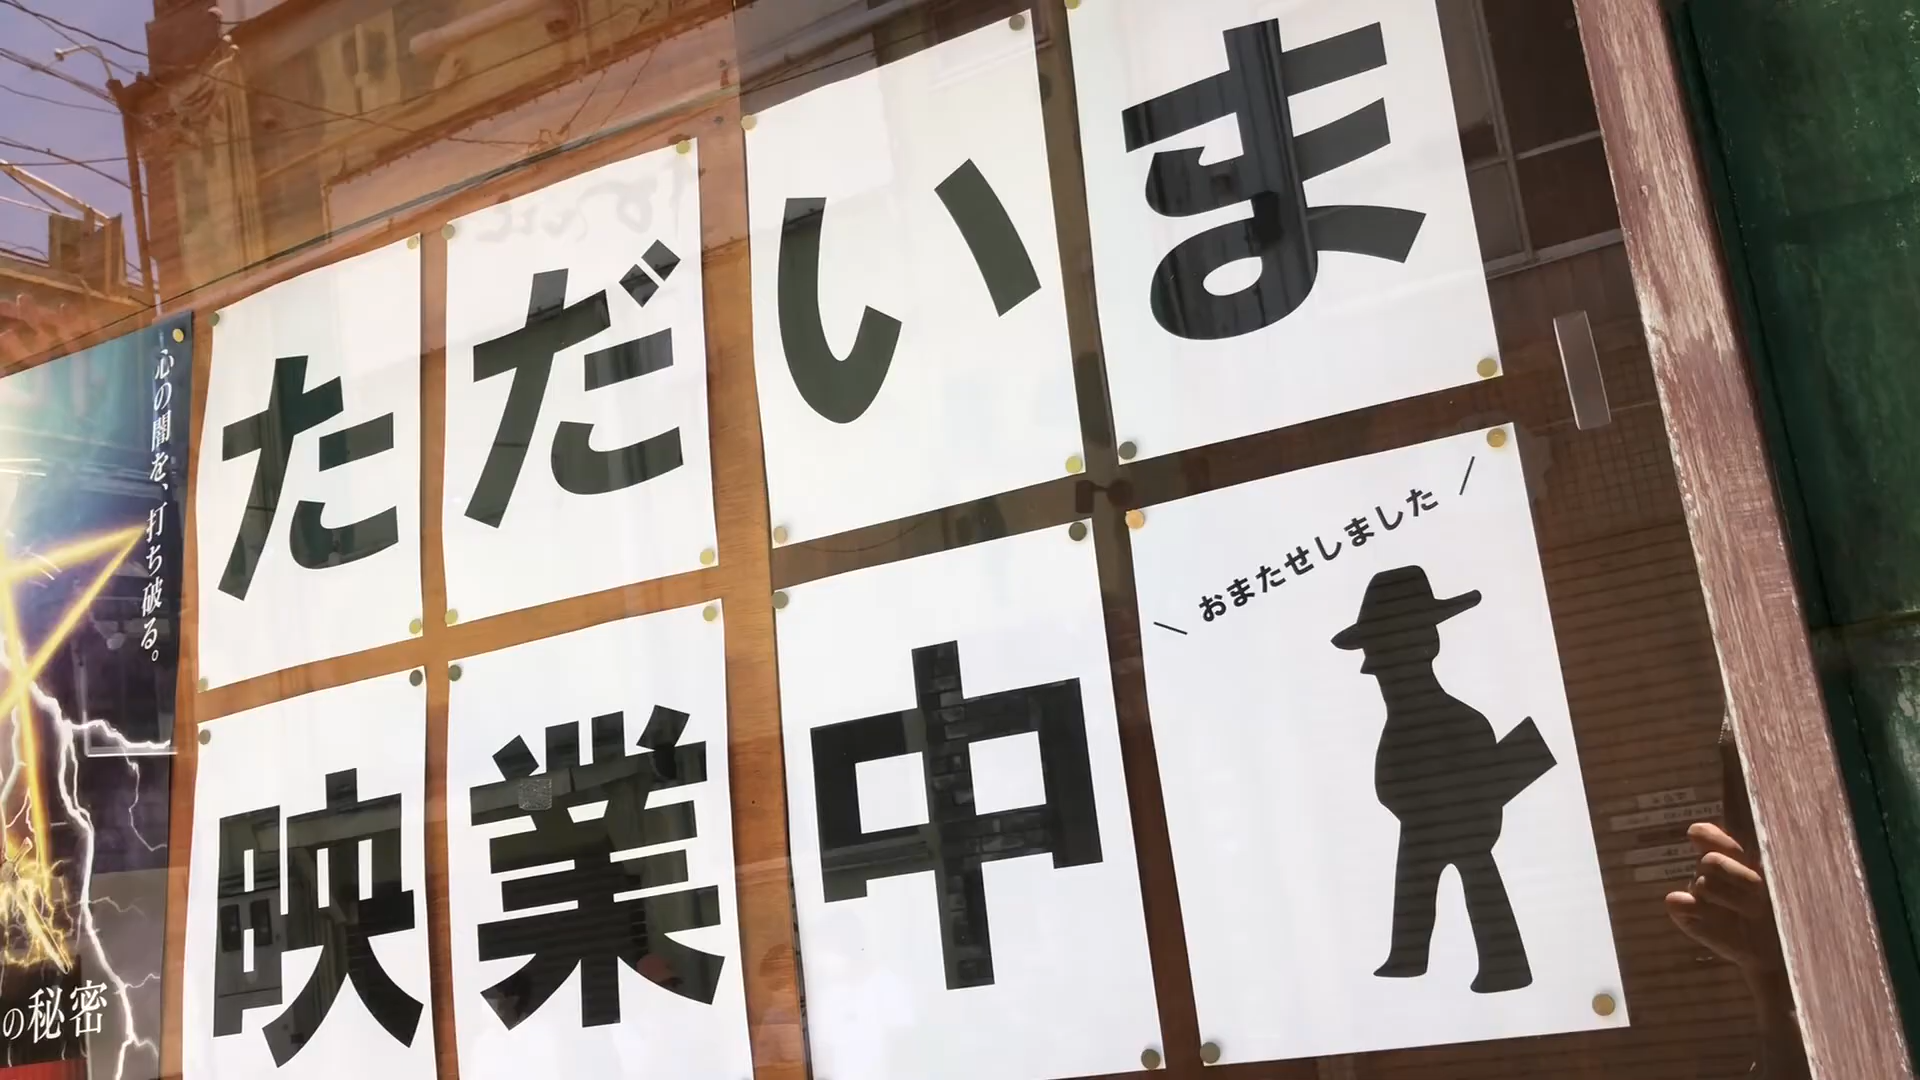 ただいま
映業中
おまたせしました
心の闇を、打ち破る。
の秘密